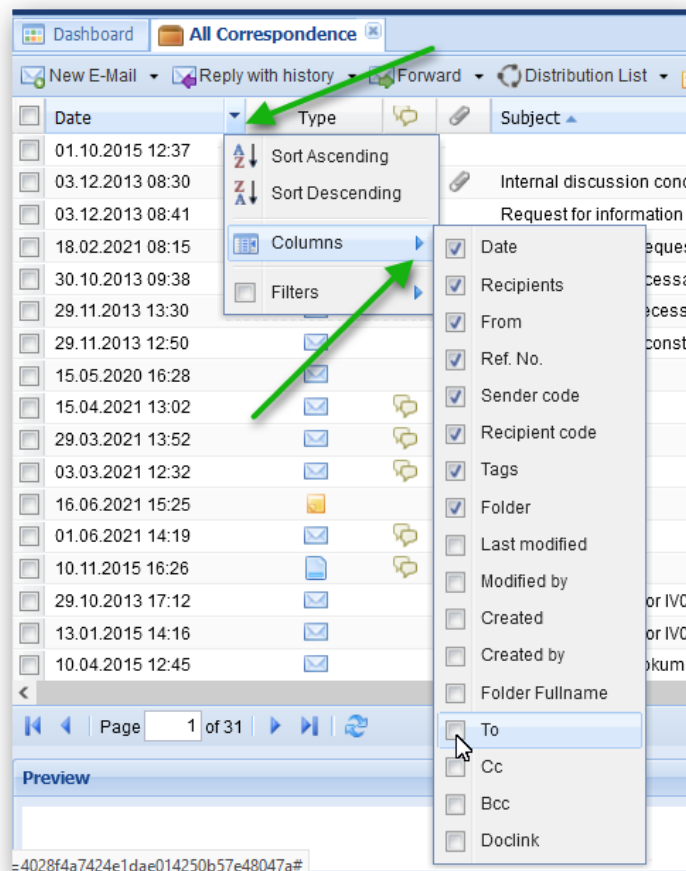 Dashboard All Correspondence
New E-Mail Reply with history Forward Distribution List
Date Type Subject
01.10.2015 12:37
Sort Ascending
03.12.2013 08:30 Internal discussion
Sort Descending
03.12.2013 08:41 Request for information
18.02.2021 08:15
Columns
30.10.2013 09:38
Filters
29.11.2013 13:30
29.11.2013 12:50
15.05.2020 16:28
15.04.2021 13:02
29.03.2021 13:52
03.03.2021 12:32
16.06.2021 15:25
01.06.2021 14:19
10.11.2015 16:26
29.10.2013 17:12 or
13.01.2015 14:16 or
10.04.2015 12:45
Date
Recipients
From
Ref. No.
Sender code
Recipient code
Tags
Folder
Last modified
Modified by
Created
Created by
Folder Fullname
To
Cc
Bcc
Doclink
Page 1 of 31
Preview
=4028f4a7424e1dae014250b57e48047a#